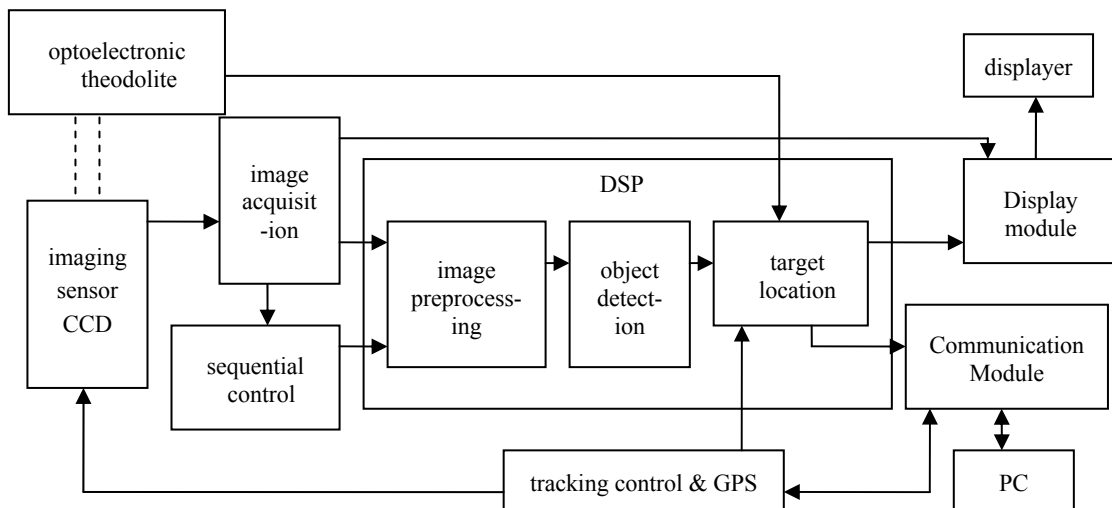 optoelectronic
theodolite
displayer
image
acquisit-
-ion
DSP
Display
module
imaging
sensor
CCD
image
preprocess-
ing
object
detect-
ion
target
location
sequential
control
Communication
Module
tracking control & GPS
PC